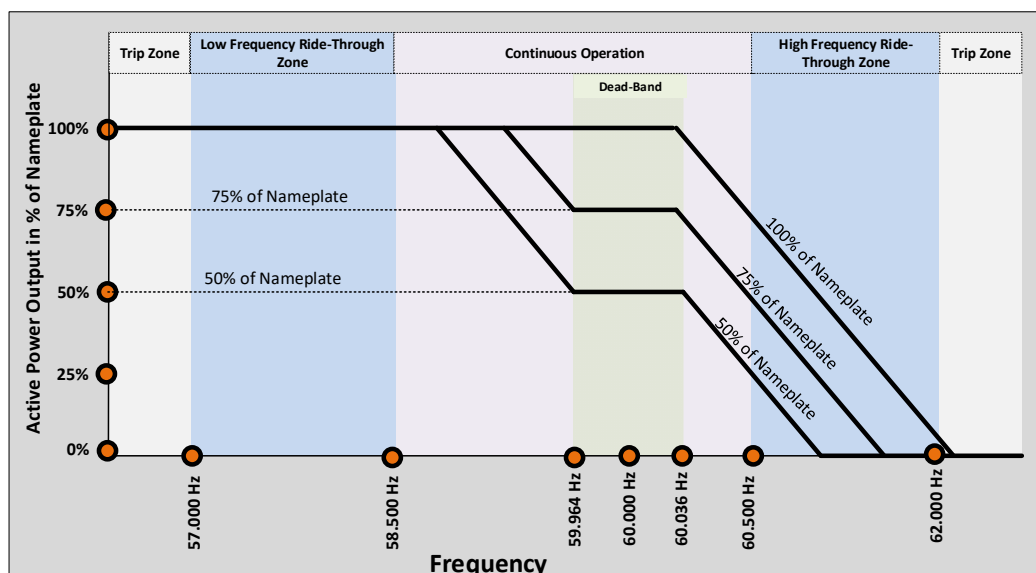 Trip Zone
Low Frequency Ride-Through
Zone
Continuous Operation
High Frequency Ride-
Through Zone
Trip Zone
Dead-Band
Active Power Output in % of Nameplate
100%
75%
50%
25%
0%
75% of Nameplate
50% of Nameplate
100% of Nameplate
75% of Nameplate
50% of Nameplate
57.000 Hz
58.500 Hz
59.964 Hz
60.000 Hz
60.036 Hz
60.500 Hz
62.000 Hz
Frequency